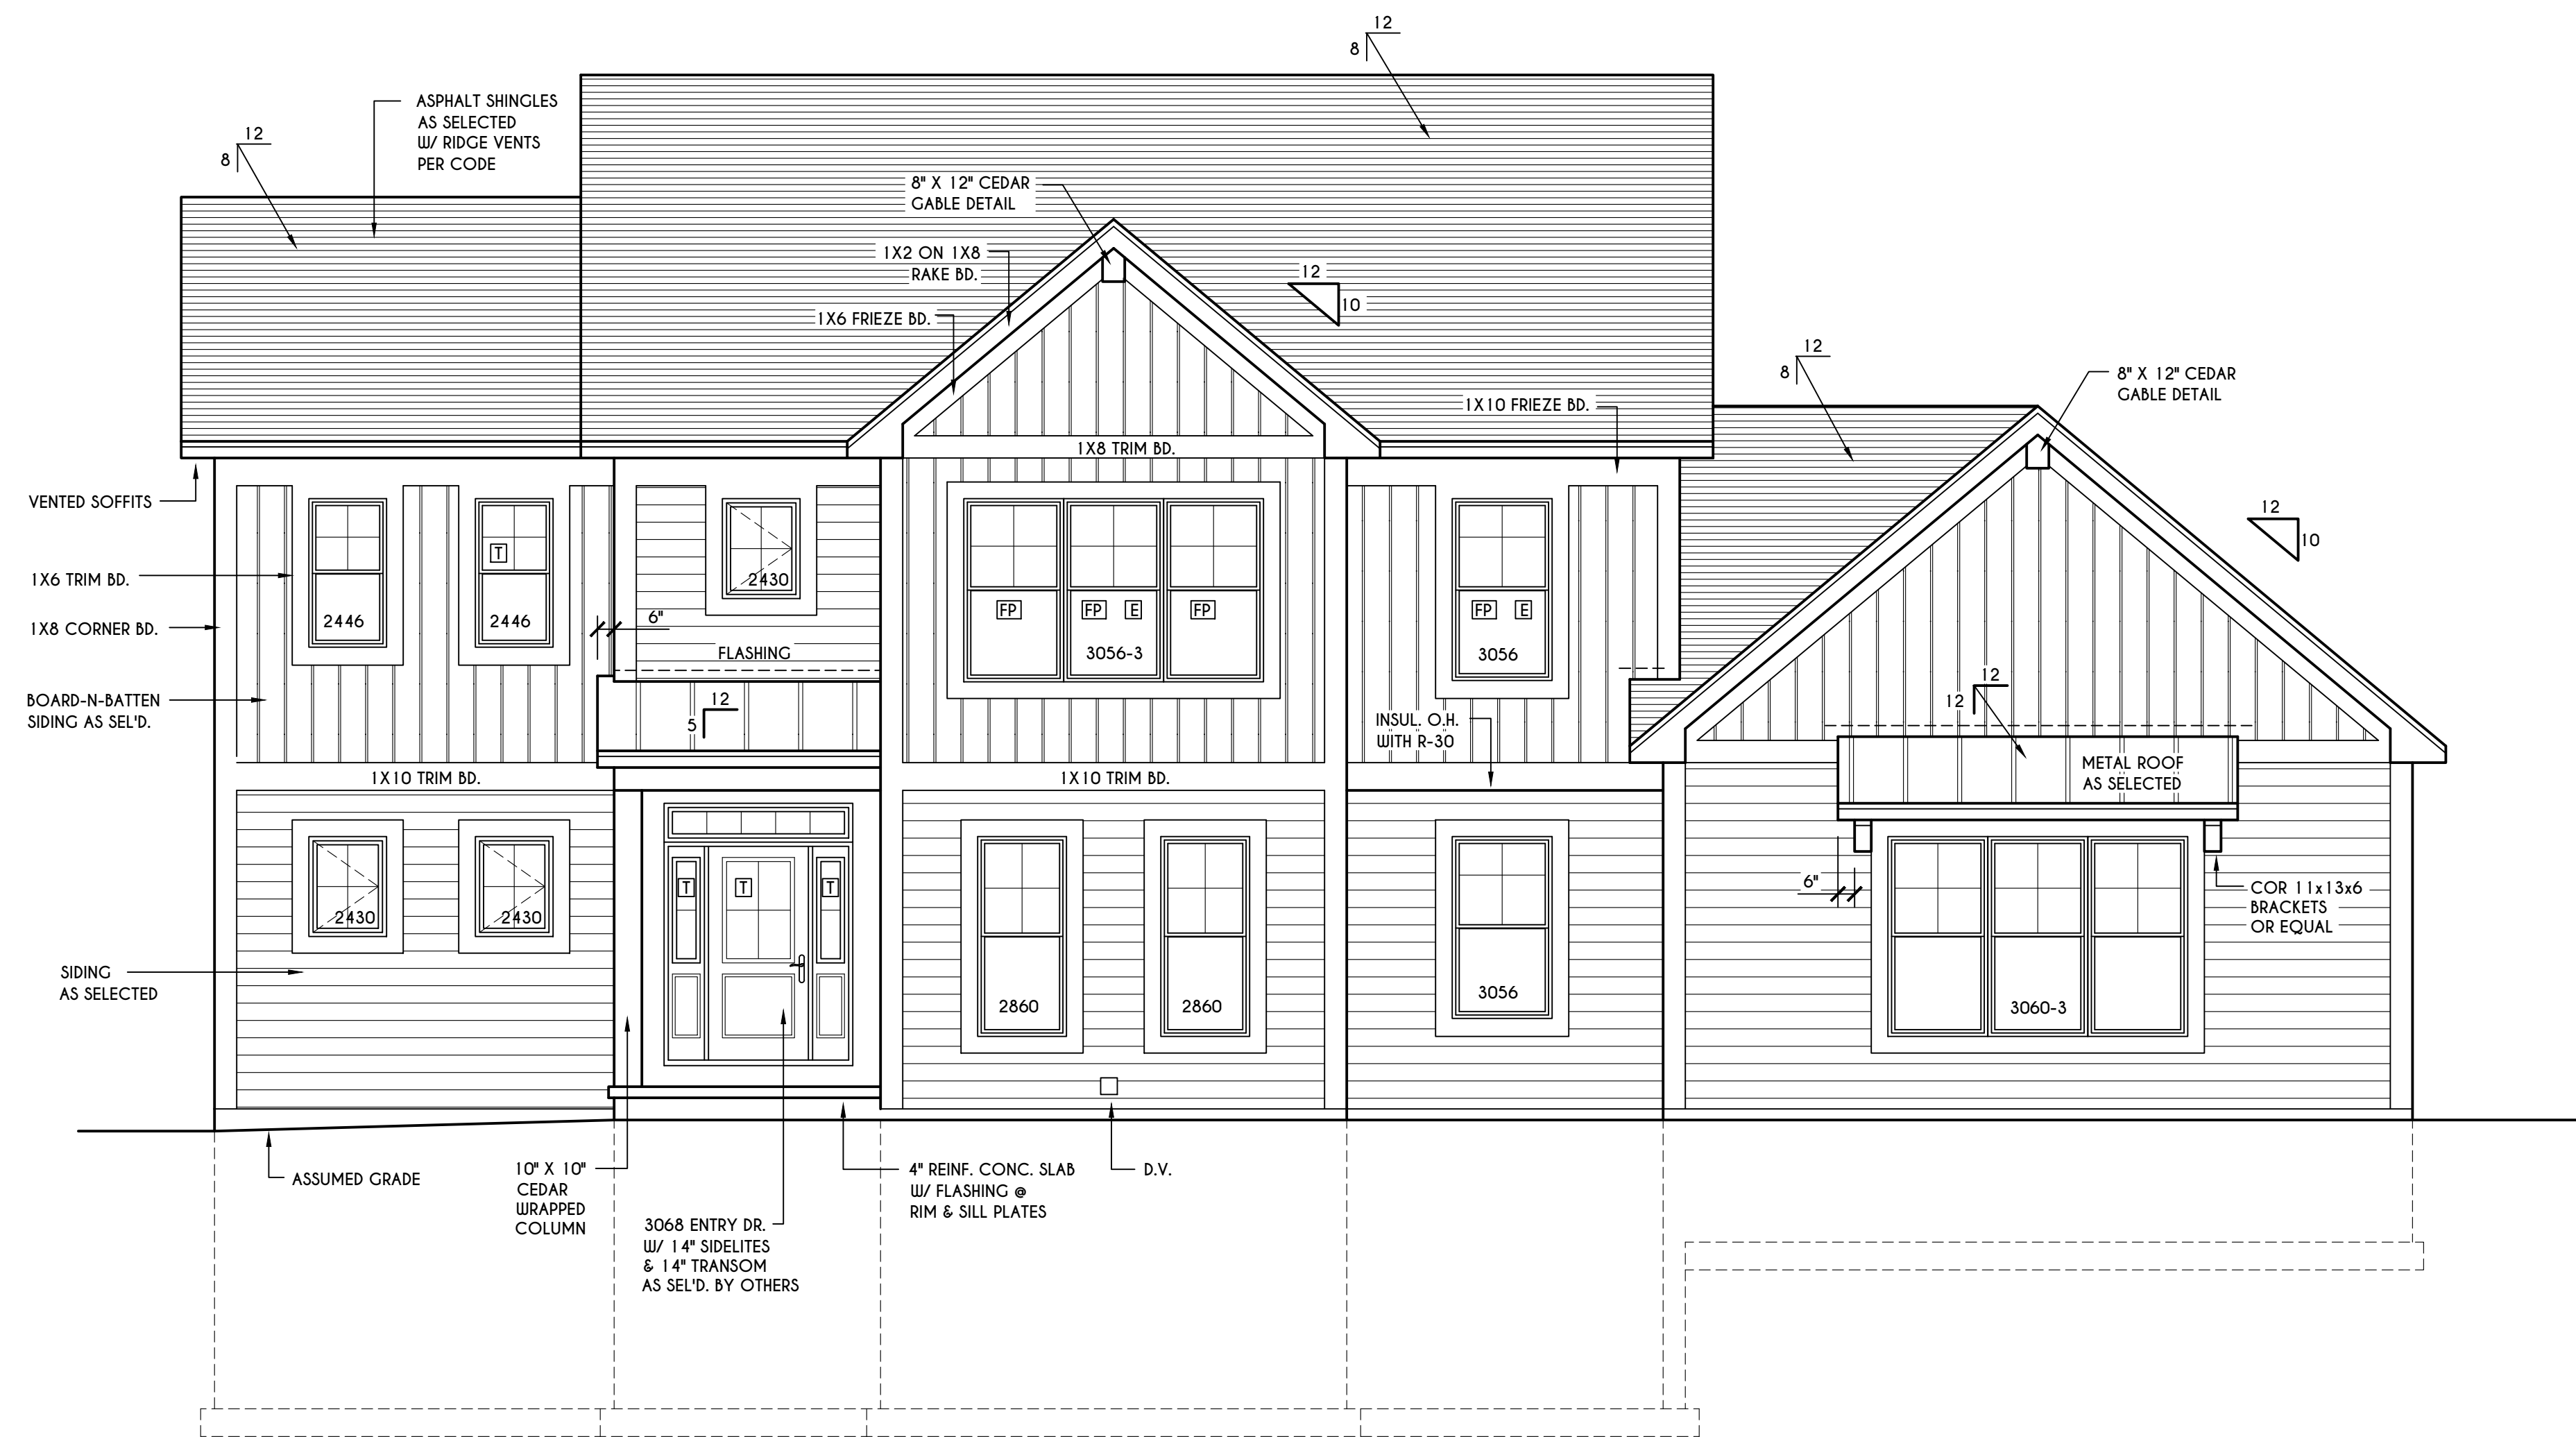 12
8
ASPHALT SHINGLES
AS SELECTED
W/ RIDGE VENTS
PER CODE
12
8
8" X 12" CEDAR
GABLE DETAIL
1X2 ON 1X8
RAKE BD.
12
10
1X6 FRIEZE BD.
12
8
8" X 12" CEDAR
GABLE DETAIL
1X10 FRIEZE BD.
1X8 TRIM BD.
VENTED SOFFITS
12
10
T
1X6 TRIM BD.
2430
FP
FP E
FP
FP E
2446
2446
6"
1X8 CORNER BD.
FLASHING
3056-3
3056
12
12
BOARD-N-BATTEN
SIDING AS SEL'D.
12
5
INSUL. O.H.
WITH R-30
METAL ROOF
AS SELECTED
1X10 TRIM BD.
1X10 TRIM BD.
T
T
T
6"
COR 11x13x6
BRACKETS
OR EQUAL
2430
2430
SIDING
AS SELECTED
2860
2860
3056
3060-3
ASSUMED GRADE
10" X 10"
CEDAR
WRAPPED
COLUMN
3068 ENTRY DR.
W/ 14" SIDELITES
& 14" TRANSOM
AS SEL'D. BY OTHERS
4" REINF. CONC. SLAB
W/ FLASHING @
RIM & SILL PLATES
D.V.